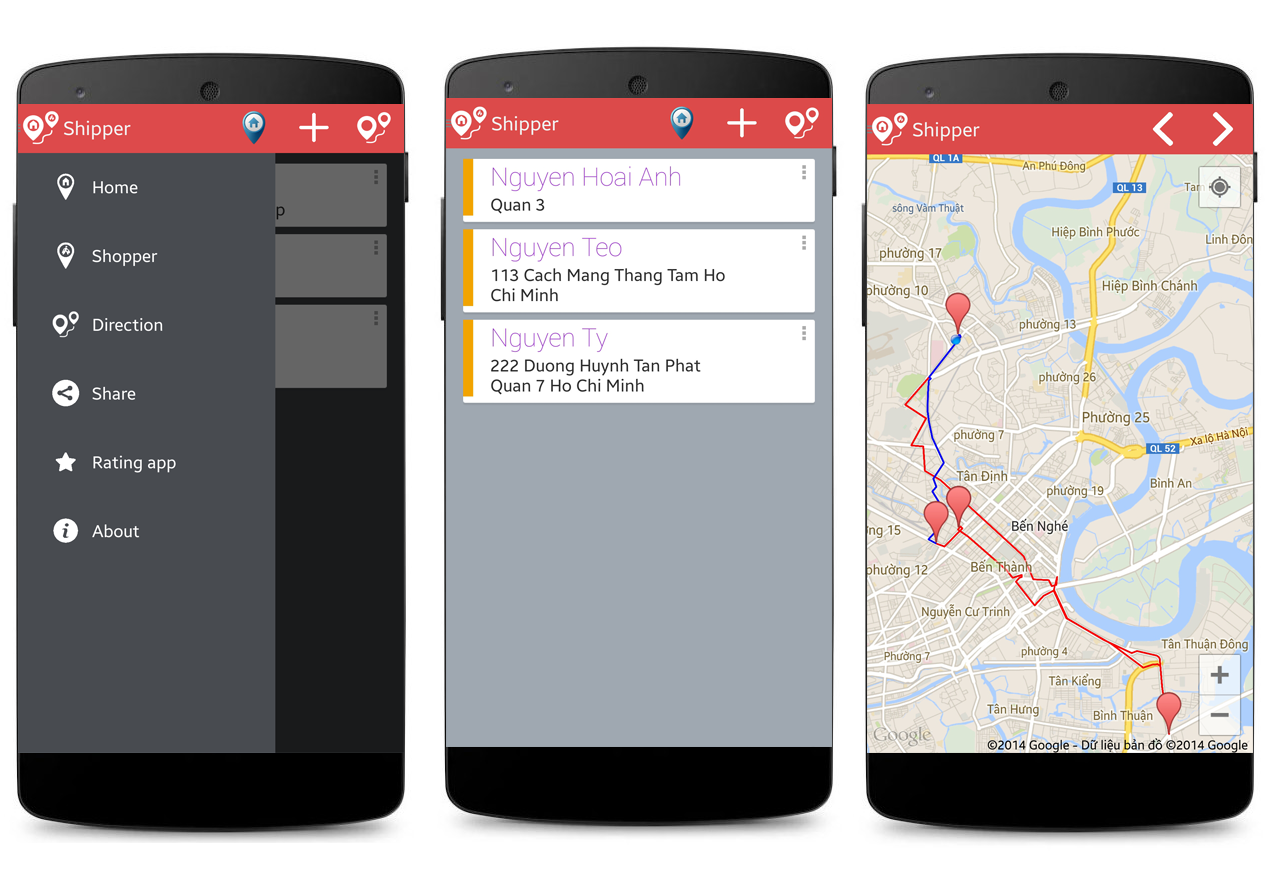 Shipper
Home
Shopper
Direction
Share
Rating app
About
p
Shipper
Nguyen Hoai Anh
Quan 3
Nguyen Teo
113 Cach Mang Thang Tam Ho
Chi Minh
Nguyen Ty
222 Duong Huynh Tan Phat
Quan 7 Ho Chi Minh
Shipper
QL 1A
An Phú Đông
QL 13
Tam
sông Vàm Thuật
Hiệp Bình Phước
Linh Đôn
phường 17
Hiệp Bình Chánh
phường 10
phường 13
phường 26
Phường 25
phường 7
Xa lộ Hà Nội
QL 52
Tân Định
Bình An
phường 19
ng 15
Bến Nghé
phường 12
Bến Thành
Nguyễn Cư Trinh
Phường 7
phường 4
Tân Thuận Đông
Tân Kiểng
Tân Hưng
Bình Thuận
+
−
Google
©2014 Google - Dữ liệu bản đồ ©2014 Google